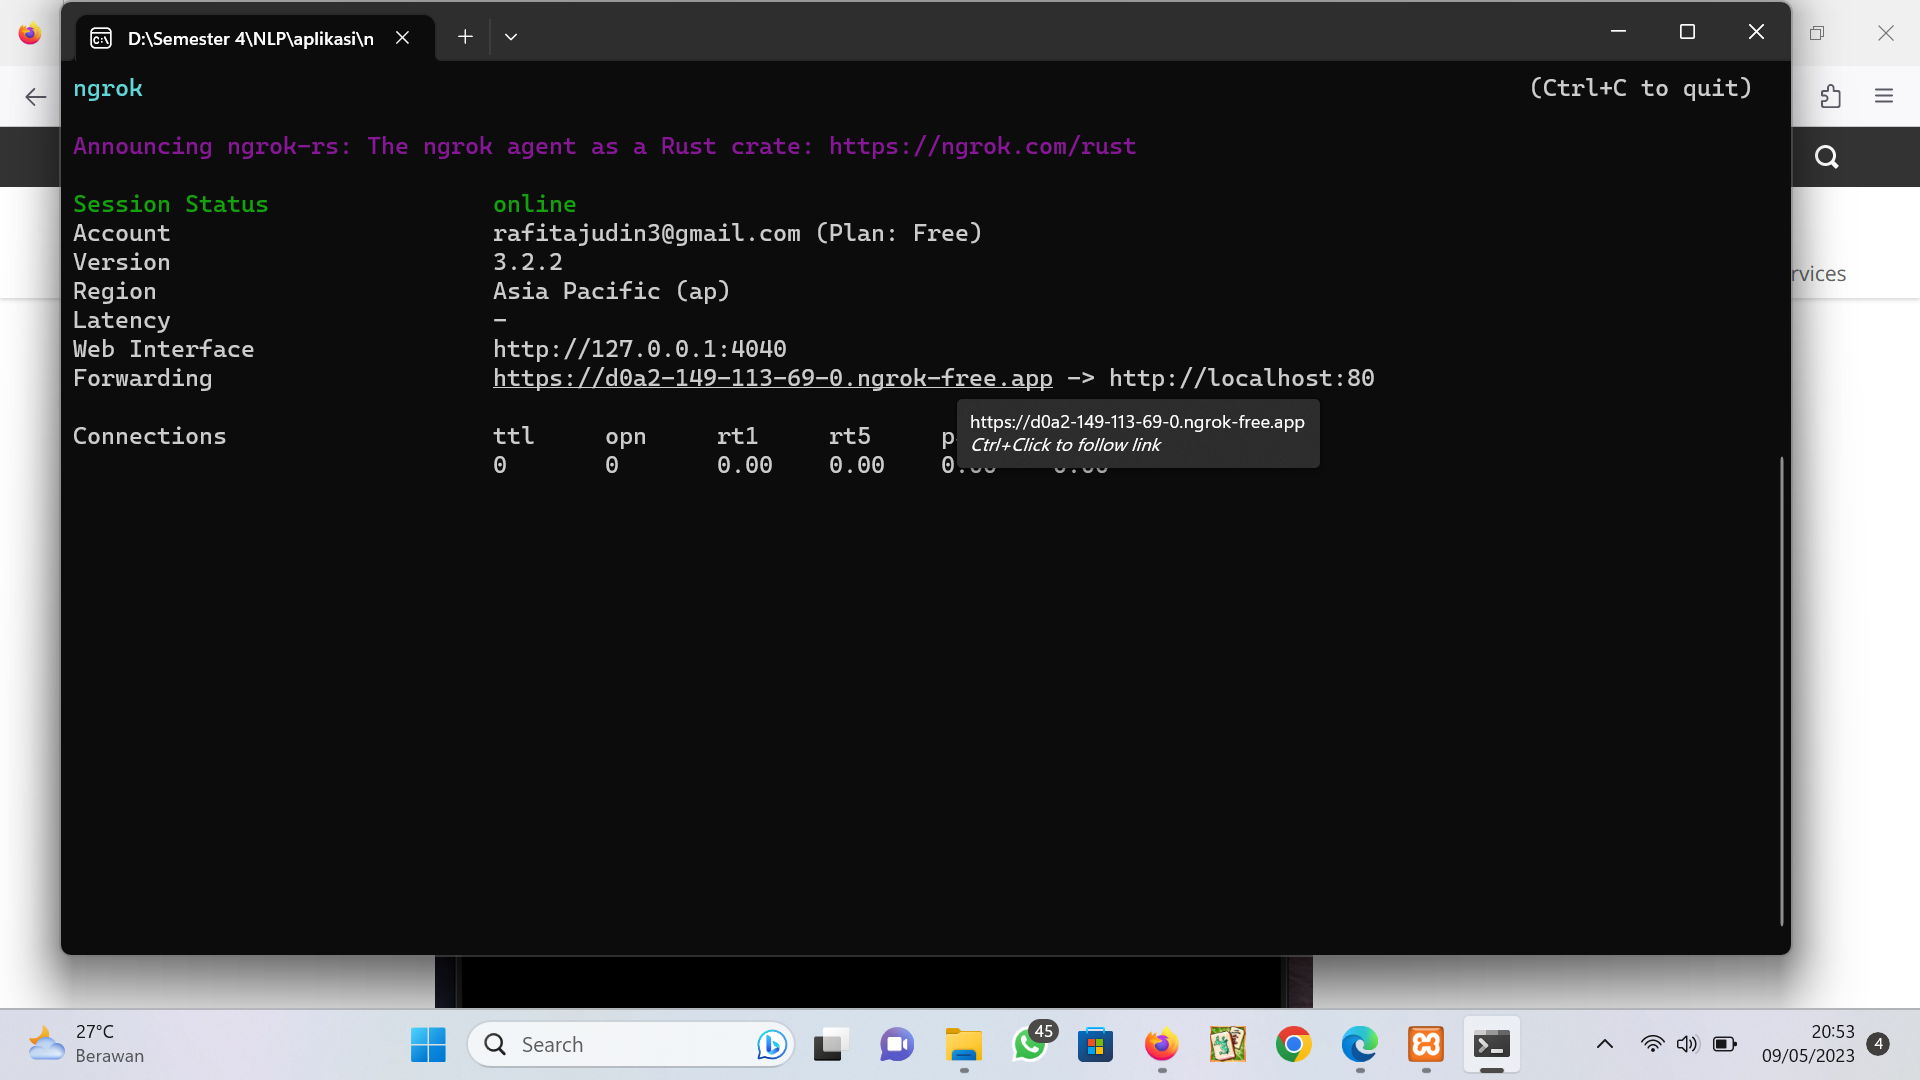 D:\Semester 4\NLP\aplikasi\n
ngrok (Ctrl+C to quit)
Announcing ngrok-rs: The ngrok agent as a Rust crate: https://ngrok.com/rust
Session Status online
Account rafitajudin3@gmail.com (Plan: Free)
Version 3.2.2
Region Asia Pacific (ap)
Latency -
Web Interface http://127.0.0.1:4040
Forwarding https://d0a2-149-113-69-0.ngrok-free.app -> http://localhost:80
https://d0a2-149-113-69-0.ngrok-free.app
Ctrl+Click to follow link
Connections ttl opn rt1 rt5
0 0 0.00 0.00 0.00 0.00
rvices
27°C
Berawan
Search
45
20:53
09/05/2023
4